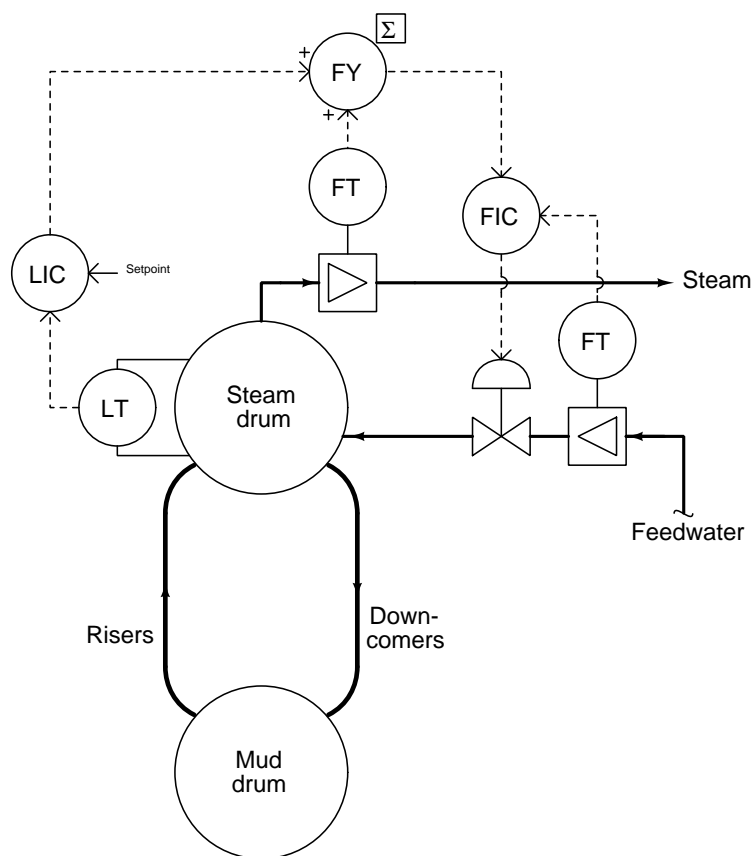 Σ
+
FY
+
FT
FIC
LIC
Setpoint
Steam
FT
LT
Steam
drum
Feedwater
Risers
Down-
comers
Mud
drum